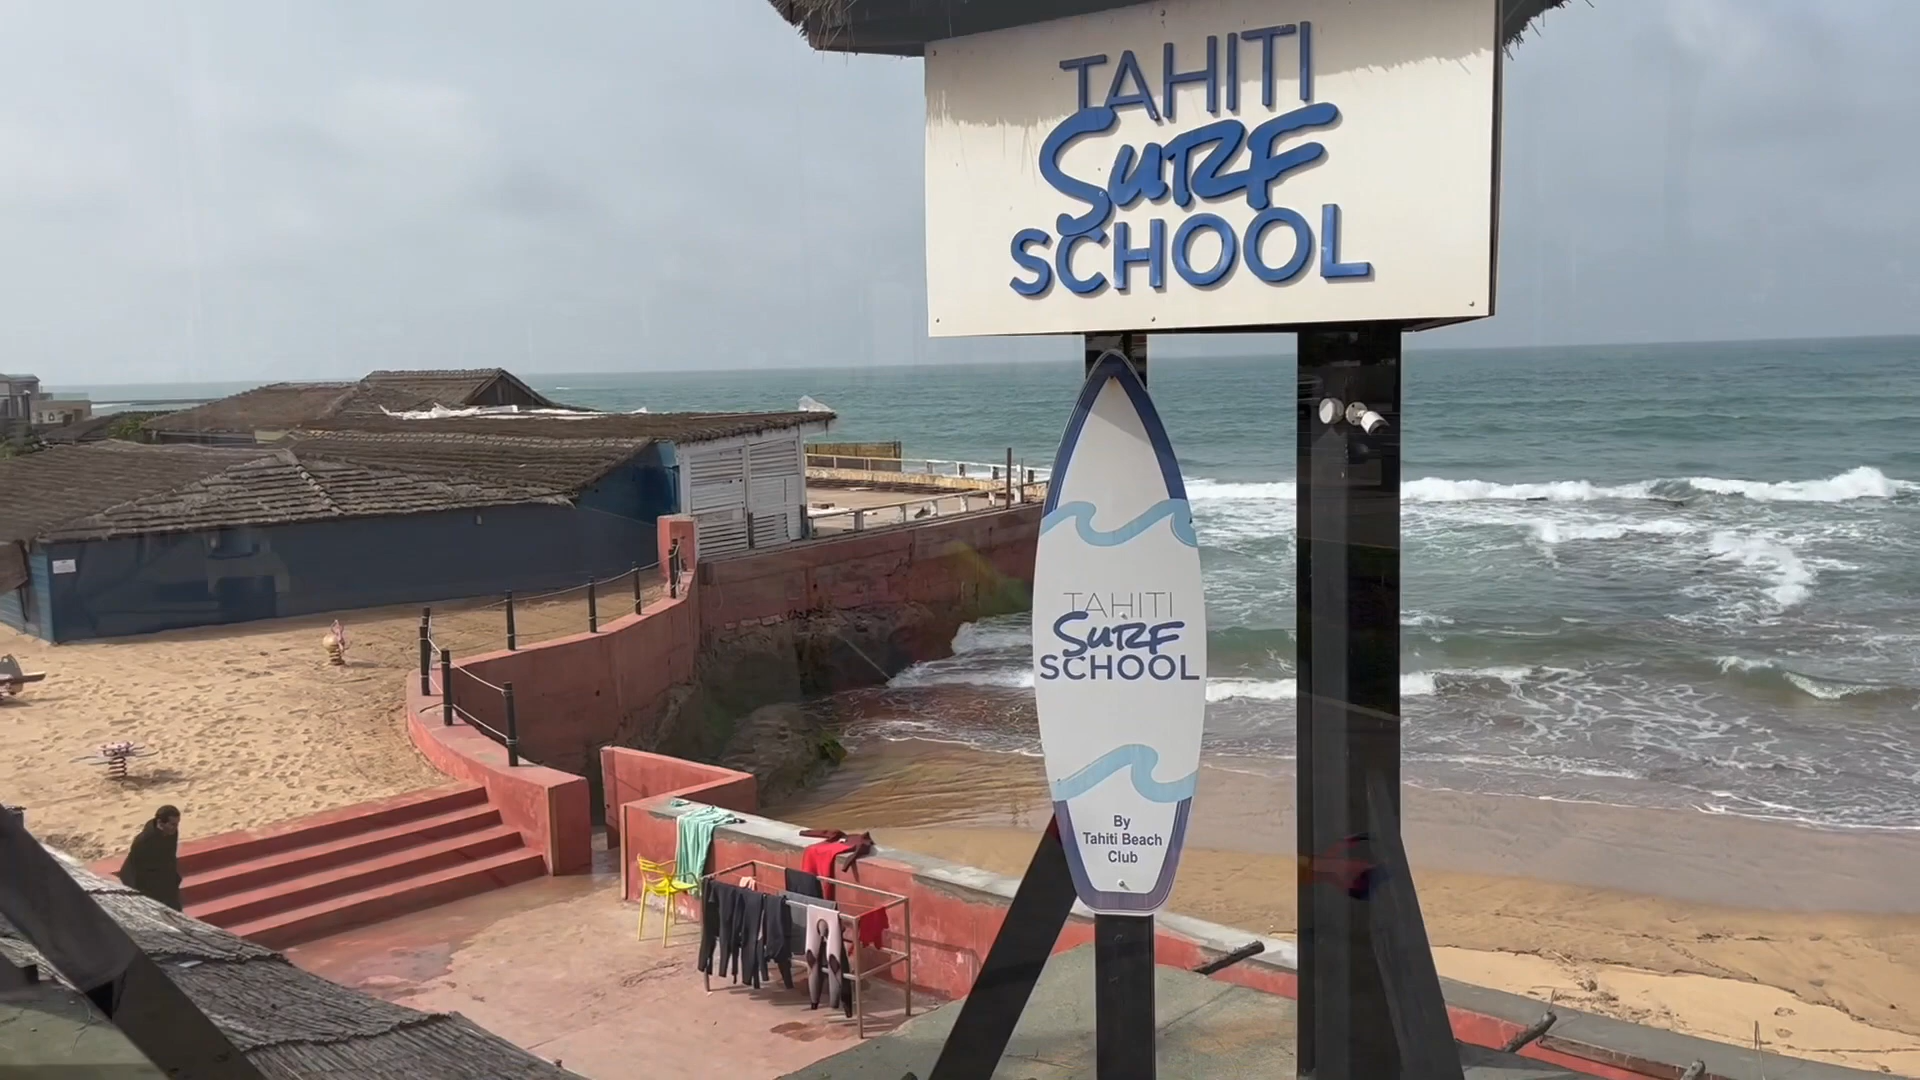 TAHITI
SURF
SCHOOL
TAHITI
SURF
SCHOOL
By
Tahiti Beach
Club